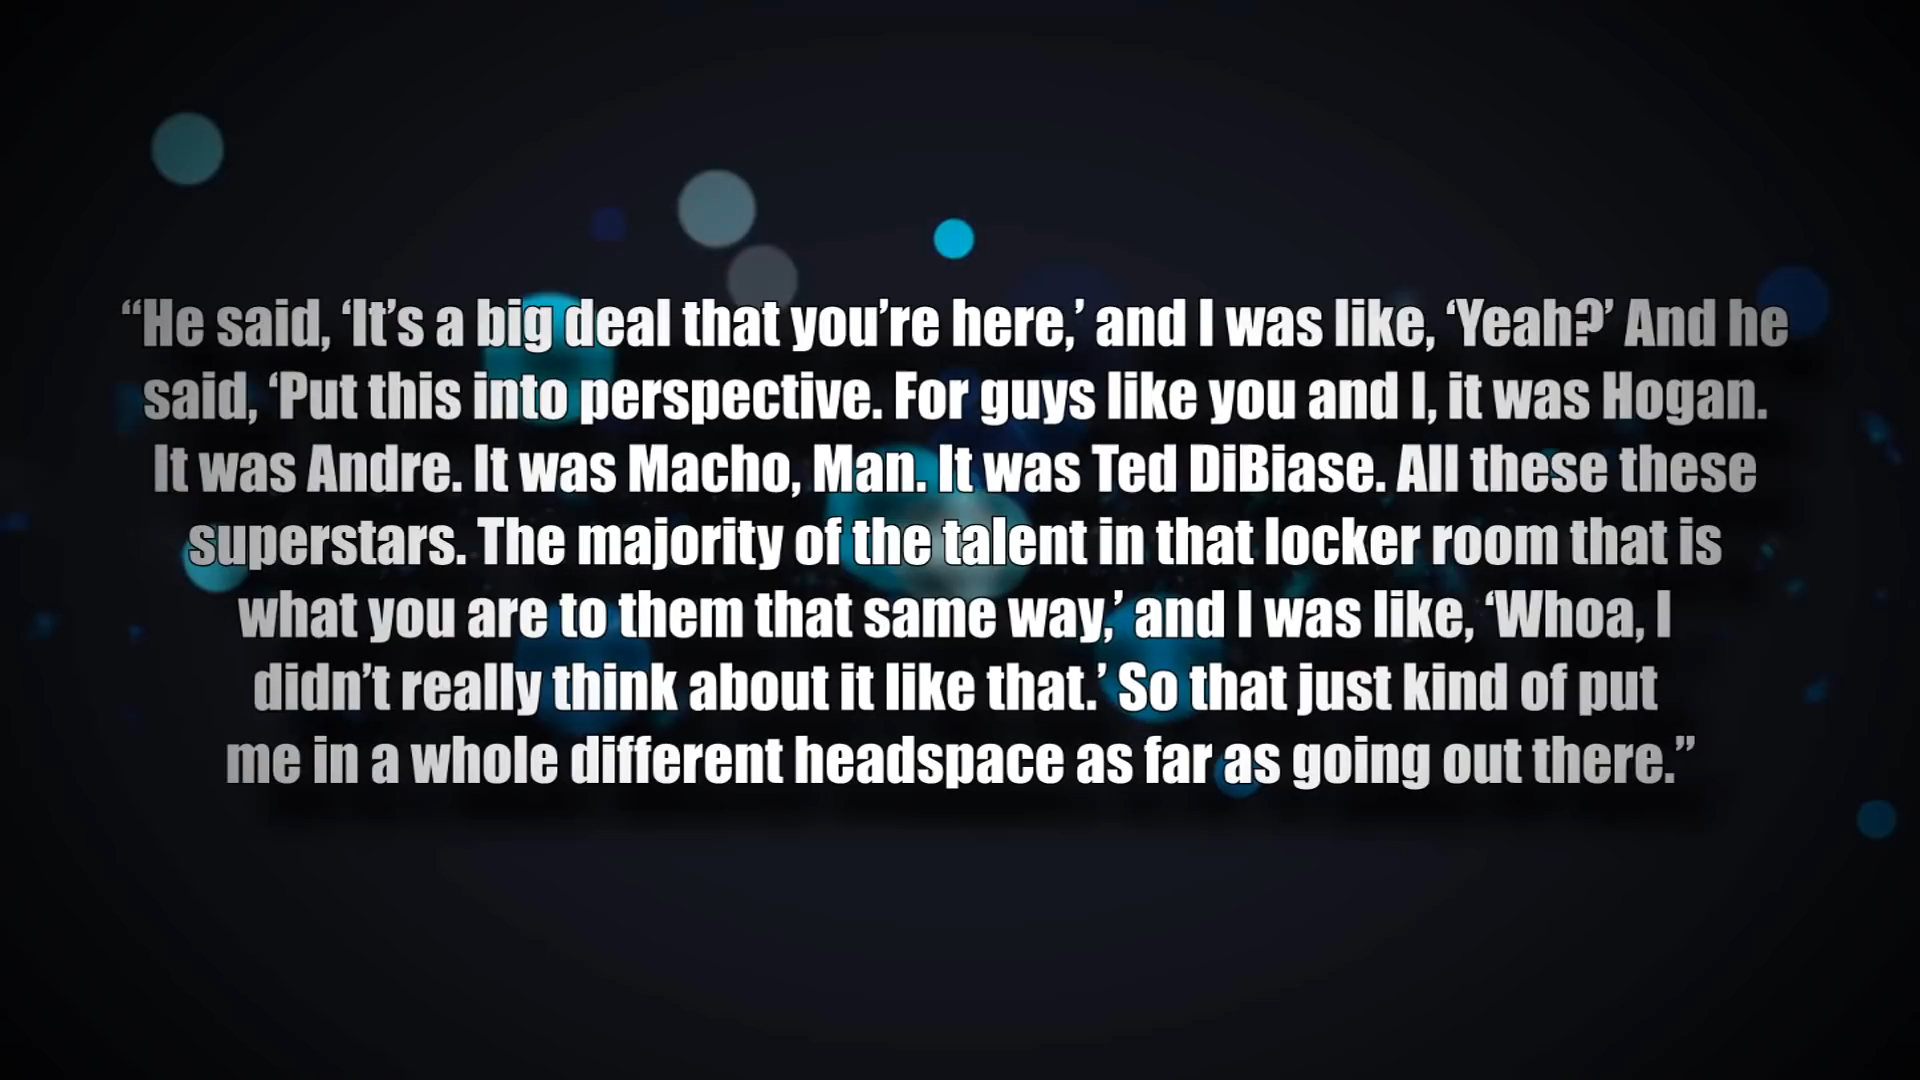 “He said, ‘It’s a big deal that you’re here,’ and I was like, ‘Yeah?’ And he
said, ‘Put this into perspective. For guys like you and I, it was Hogan.
It was Andre. It was Macho, Man. It was Ted DiBiase. All these these
superstars. The majority of the talent in that locker room that is
what you are to them that same way,’ and I was like, ‘Whoa, I
didn’t really think about it like that.’ So that just kind of put
me in a whole different headspace as far as going out there.”